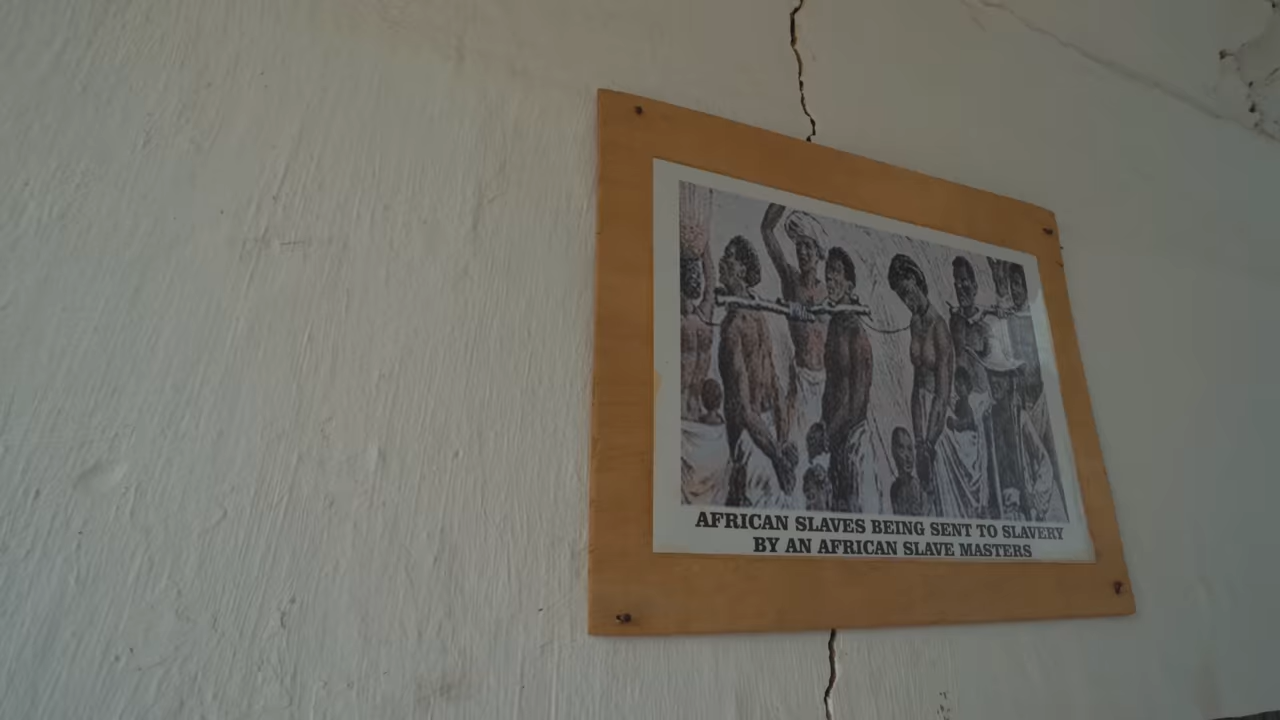 AFRICAN SLAVES BEING SENT TO SLAVERY
BY AN AFRICAN SLAVE MASTERS